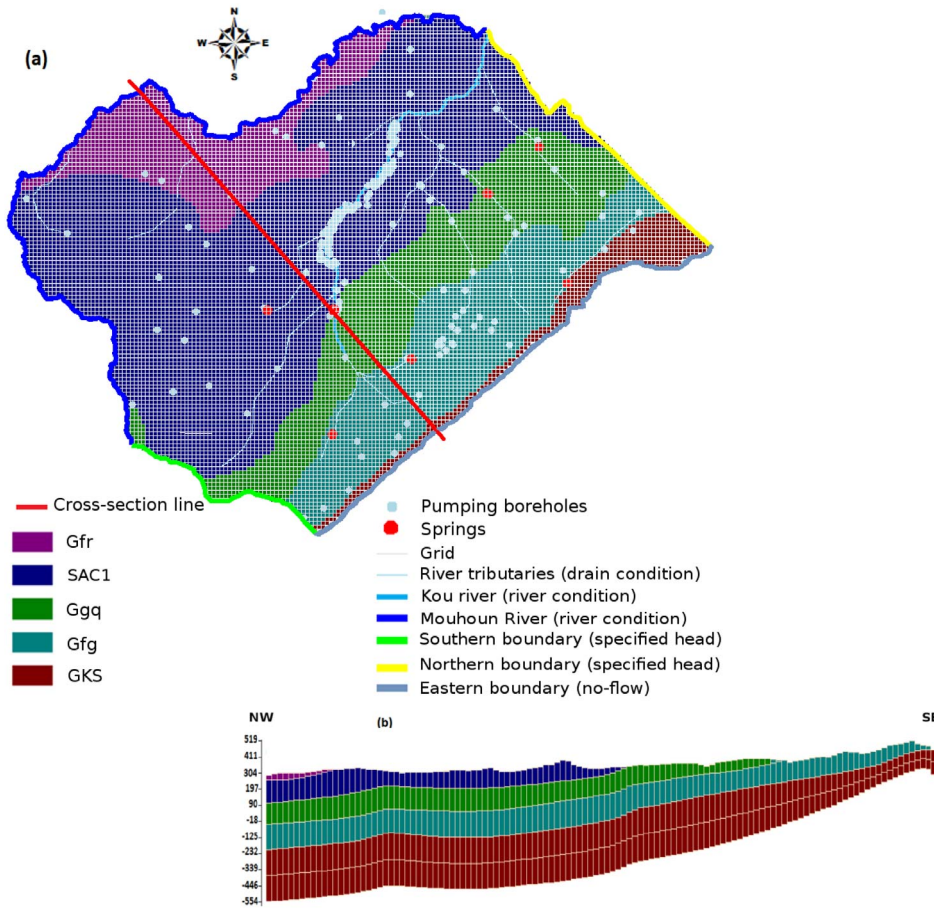 N
(a)
W E
S
Cross-section line
Gfr
SAC1
Ggq
Gfg
GKS
Pumping boreholes
Springs
Grid
River tributaries (drain condition)
Kou river (river condition)
Mouhoun River (river condition)
Southern boundary (specified head)
Northern boundary (specified head)
Eastern boundary (no-flow)
NW (b) SE
519
411
304
197
90
-18
-125
-232
-339
-446
-554